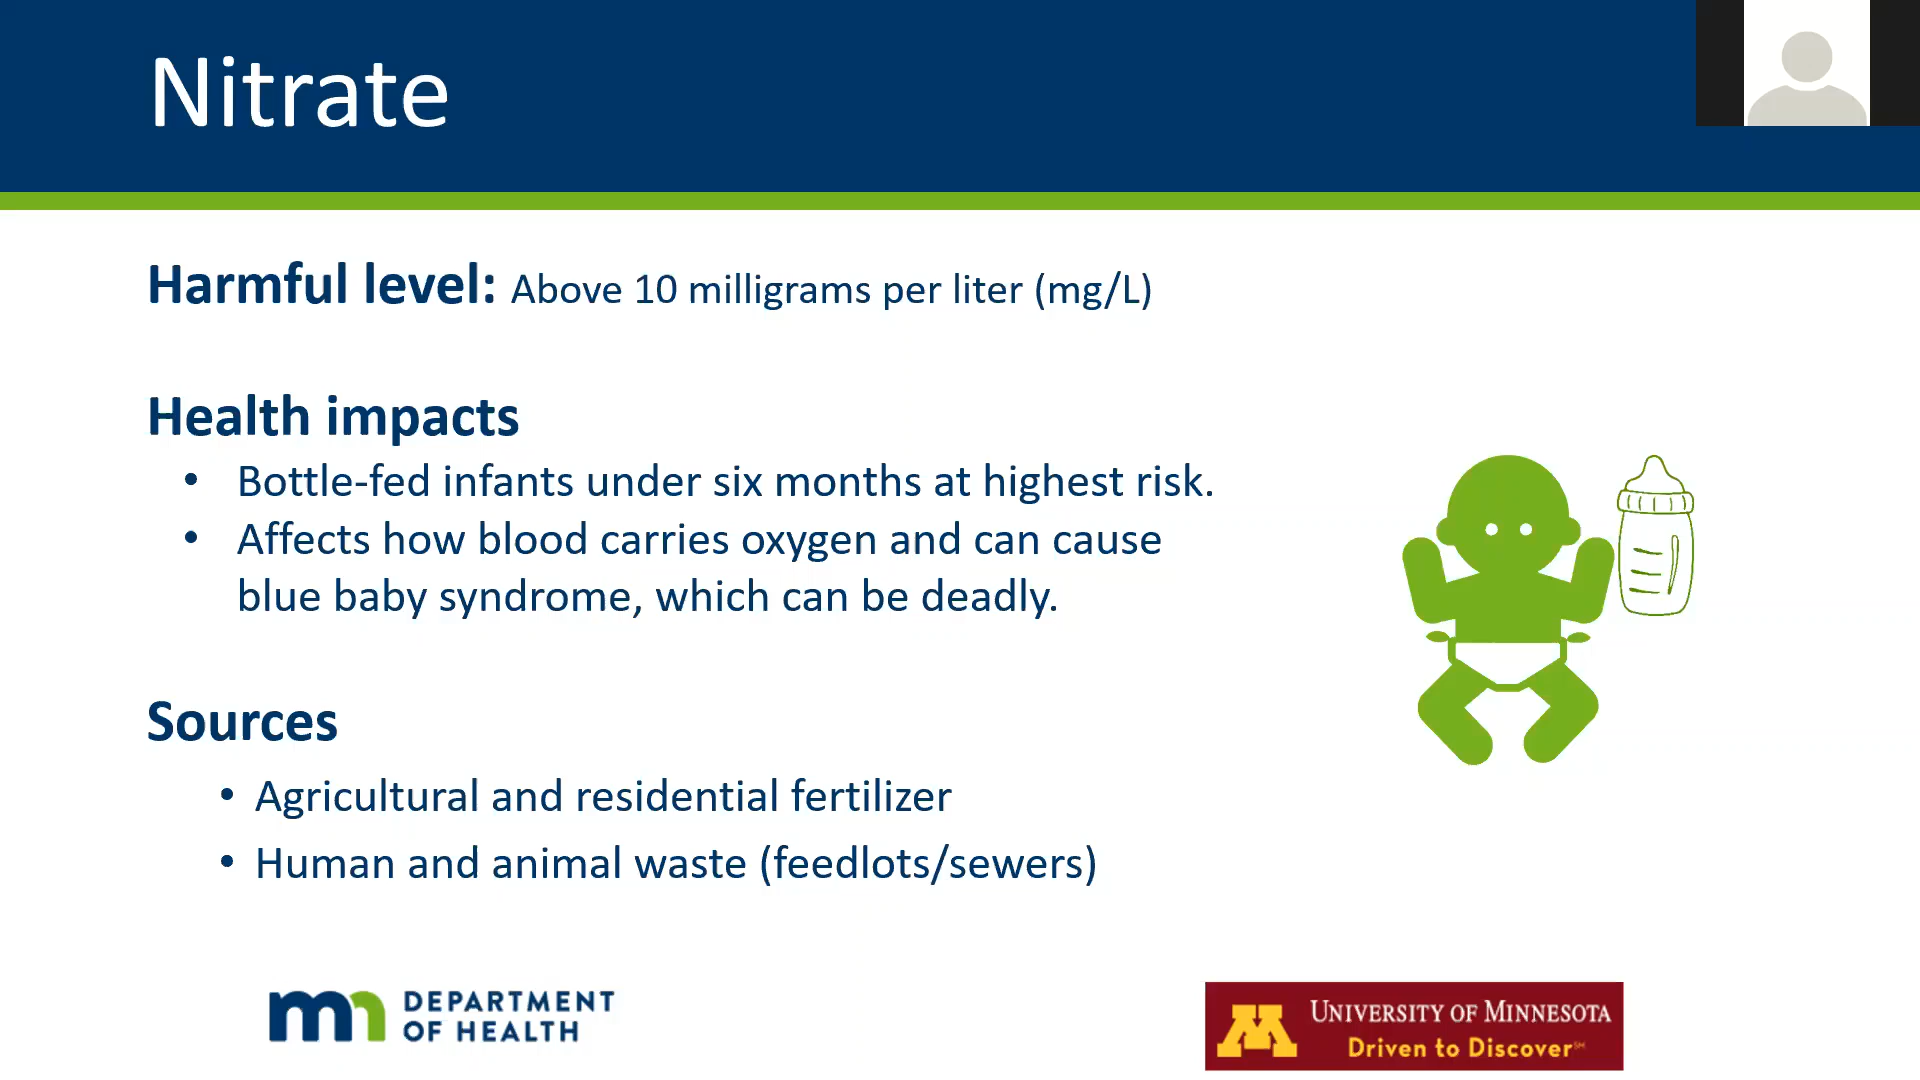 Nitrate
Harmful level: Above 10 milligrams per liter (mg/L)
Health impacts
• Bottle-fed infants under six months at highest risk.
• Affects how blood carries oxygen and can cause
blue baby syndrome, which can be deadly.
Sources
• Agricultural and residential fertilizer
• Human and animal waste (feedlots/sewers)
mn DEPARTMENT
OF HEALTH
M UNIVERSITY OF MINNESOTA
Driven to Discover℠